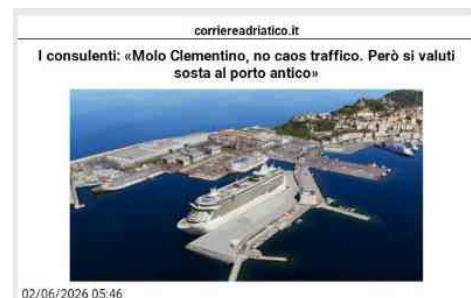 corriereadriatico.it
I consulenti: «Molo Clementino, no caos traffico. Però si valuti
sosta al porto antico»
02/06/2026 05:46